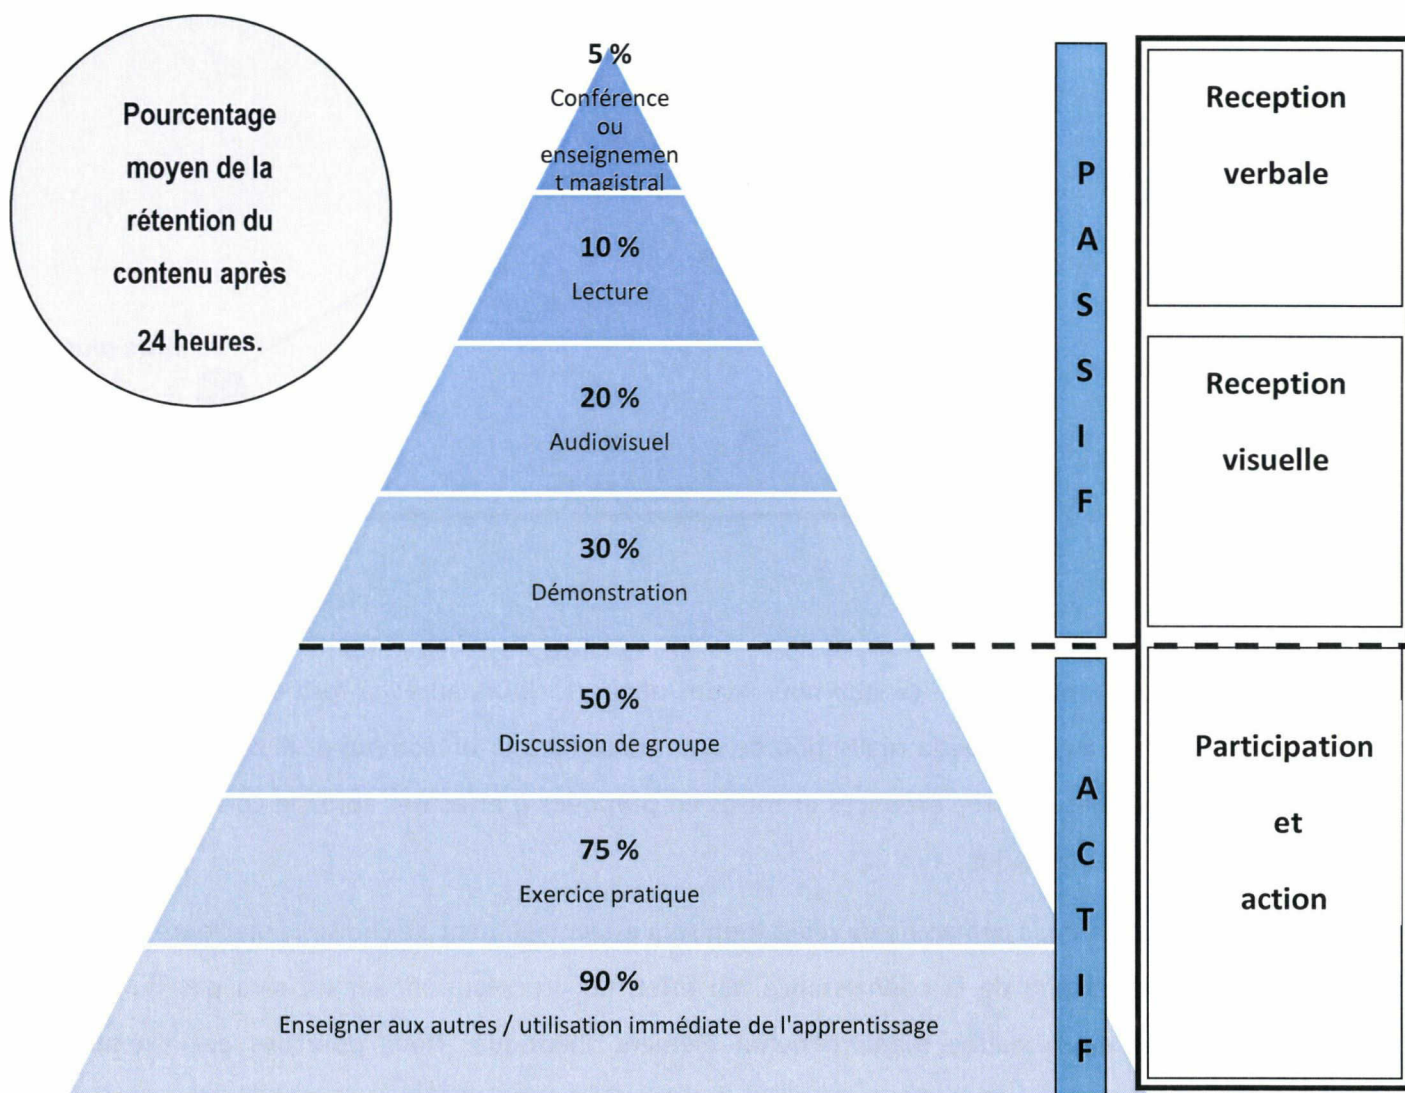 Pourcentage
moyen de la
rétention du
contenu après
24 heures.
5 %
Conférence
ou
enseignemen
t magistral
10 %
Lecture
20 %
Audiovisuel
30 %
Démonstration
50 %
Discussion de groupe
75 %
Exercice pratique
90 %
Enseigner aux autres / utilisation immédiate de l'apprentissage
P
A
S
S
I
F
A
C
T
I
F
Reception
verbale
Reception
visuelle
Participation
et
action